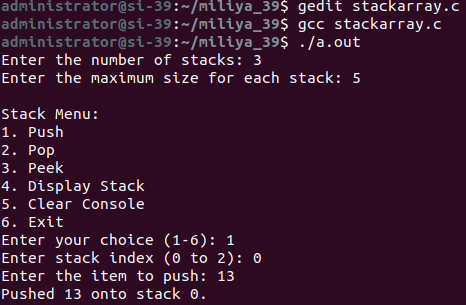 administrator@si-39:~/miliya_39$ gedit stackarray.c
administrator@si-39:~/miliya_39$ gcc stackarray.c
administrator@si-39:~/miliya_39$ ./a.out
Enter the number of stacks: 3
Enter the maximum size for each stack: 5
Stack Menu:
1. Push
2. Pop
3. Peek
4. Display Stack
5. Clear Console
6. Exit
Enter your choice (1-6): 1
Enter stack index (0 to 2): 0
Enter the item to push: 13
Pushed 13 onto stack 0.